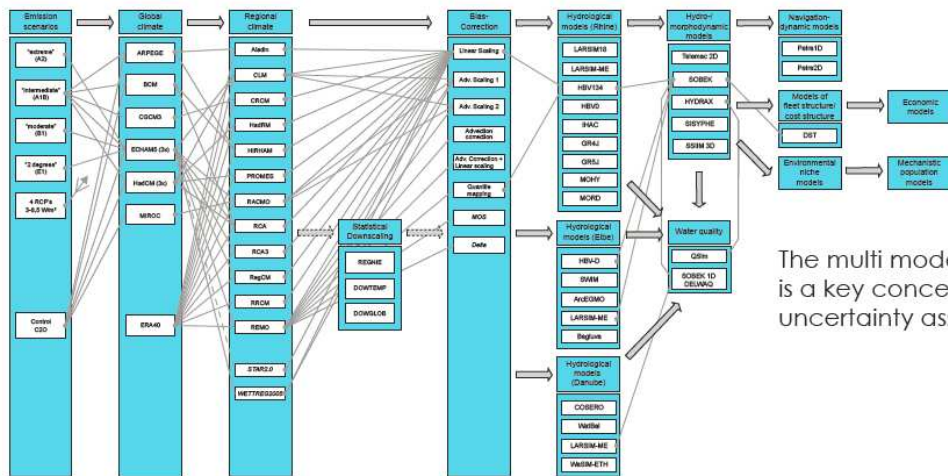 Emission
scenarios
"extreme"
(A2)
"intermediate"
(A1B)
"moderate"
(B1)
"2 degrees"
(E1)
4 RCP's
3-8,5 W/m²
Control
C20
Global
climate
ARPEGE
BCM
CGCM3
ECHAM5 (3x)
HadCM (3x)
MIROC
ERA40
Regional
climate
Aladin
CLM
CRCM
HadRM
HIRHAM
PROMES
RACMO
RCA
RCA3
RegCM
RRCM
REMO
STAR2.0
Statistical
Downscaling
DOWTEMP
DOWGLOB
Bias-
Correction
Linear Scaling
Adv. Scaling 1
Adv. Scaling 2
Advection
correction
Adv. Correction +
Linear scaling
Quantile
mapping
MOS
Delta
Hydrological
models (Rhine)
LARSIM-ME
HBV134
IHAC
GR4J
GR5J
MOHY
MORD
Hydrological
models (Elbe)
HBV-D
SWIM
ArcEGMO
LARSIM-ME
Hydrological
models
(Danube)
COSERO
WatBal
LARSIM-ME
WaSIM-ETH
Hydro-/
morphodynamic
models
Telemac 2D
SOBEK
HYDRAX
SISYPHE
SSIIM 3D
Water quality
QSim
SOBEK 1D
DELWAQ
Navigation-
dynamic models
Petra1D
Petra2D
Models of
fleet structure/
cost structure
DST
Environmental
niche
models
Economic
models
Mechanistic
population
models
The multi mode
is a key conce
uncertainty as